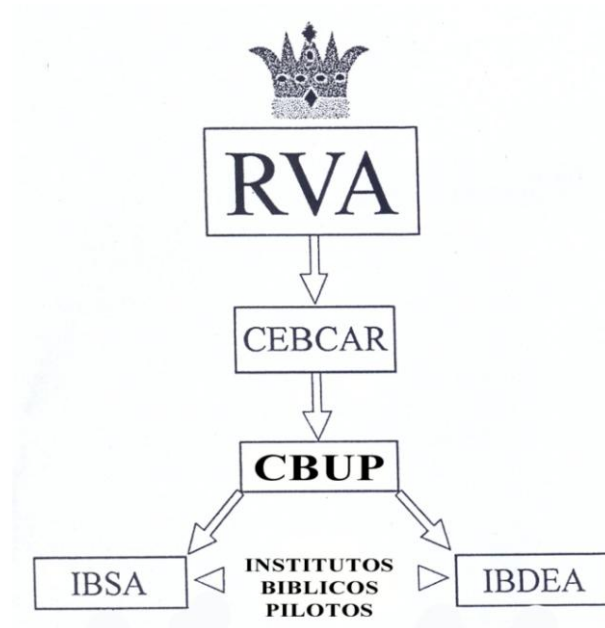 RVA
CEBCAR
CBUP
IBSA
INSTITUTOS
BIBLICOS
PILOTOS
IBDEA